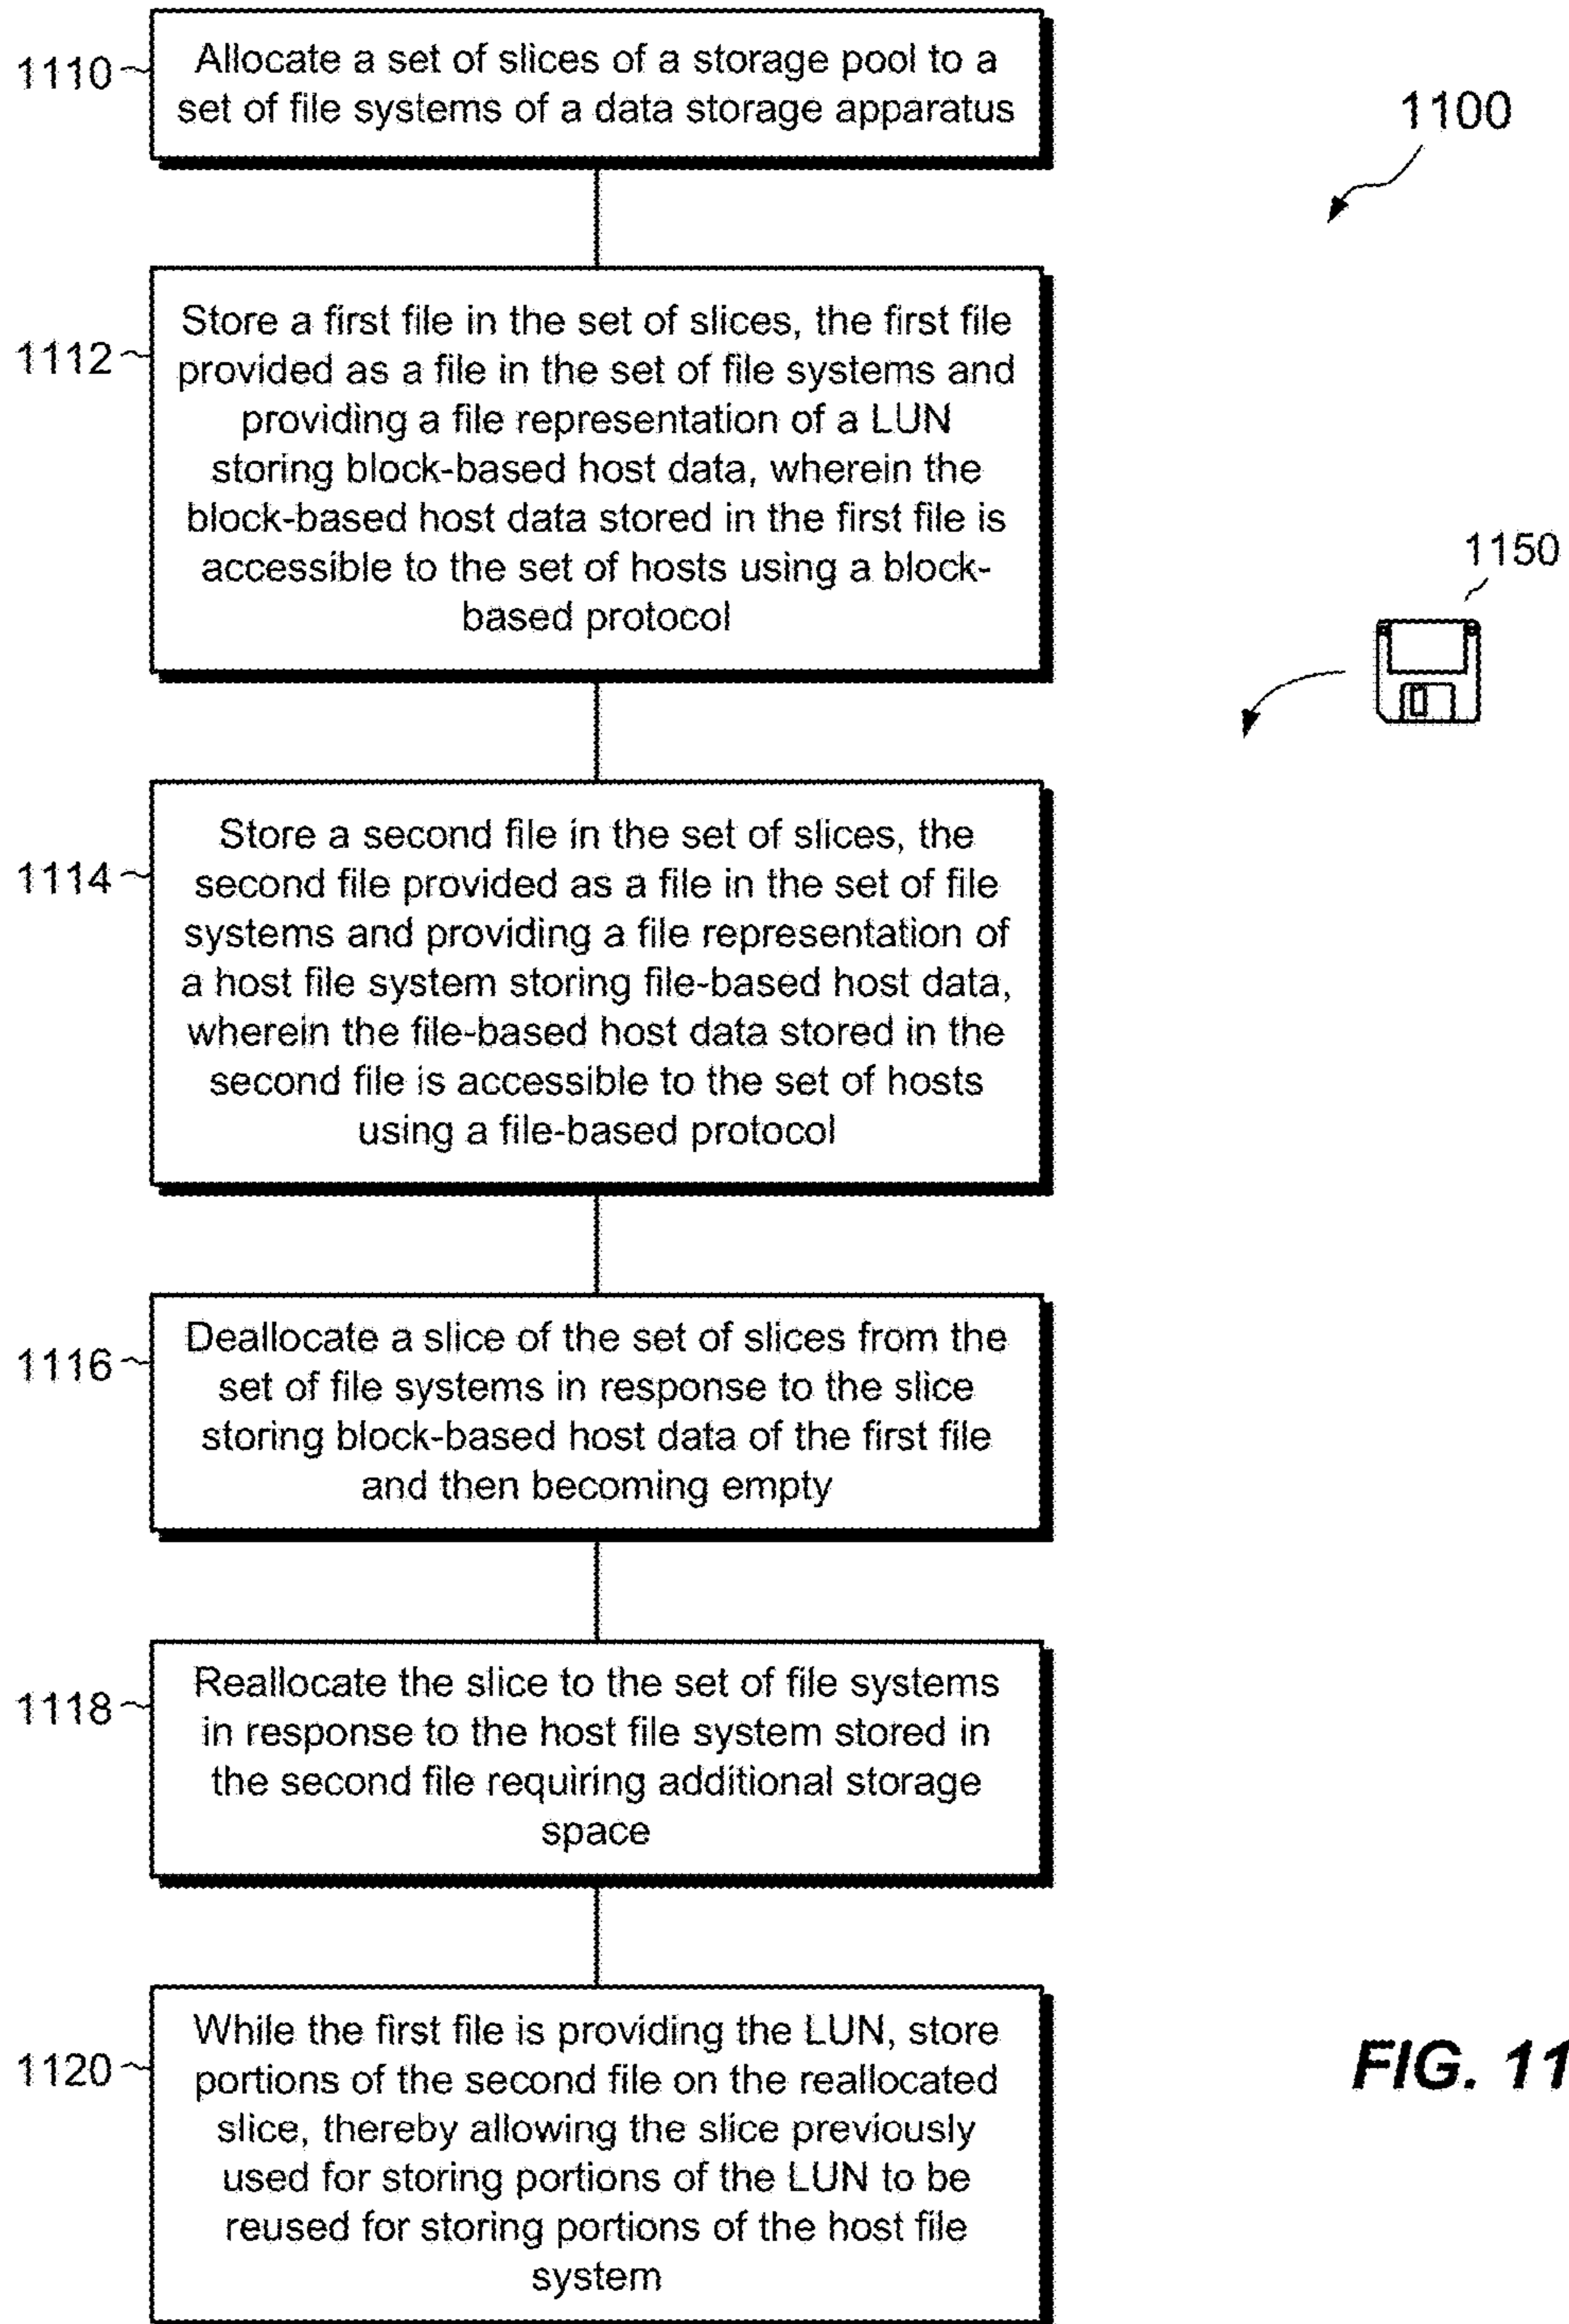 1110
Allocate a set of slices of a storage pool to a
set of file systems of a data storage apparatus
1100
1112
Store a first file in the set of slices, the first file
provided as a file in the set of file systems and
providing a file representation of a LUN
storing block-based host data, wherein the
block-based host data stored in the first file is
accessible to the set of hosts using a block-
based protocol
1150
1114
Store a second file in the set of slices, the
second file provided as a file in the set of file
systems and providing a file representation of
a host file system storing file-based host data,
wherein the file-based host data stored in the
second file is accessible to the set of hosts
using a file-based protocol
1116
Deallocate a slice of the set of slices from the
set of file systems in response to the slice
storing block-based host data of the first file
and then becoming empty
1118
Reallocate the slice to the set of file systems
in response to the host file system stored in
the second file requiring additional storage
space
1120
While the first file is providing the LUN, store
portions of the second file on the reallocated
slice, thereby allowing the slice previously
used for storing portions of the LUN to be
reused for storing portions of the host file
system
FIG. 11